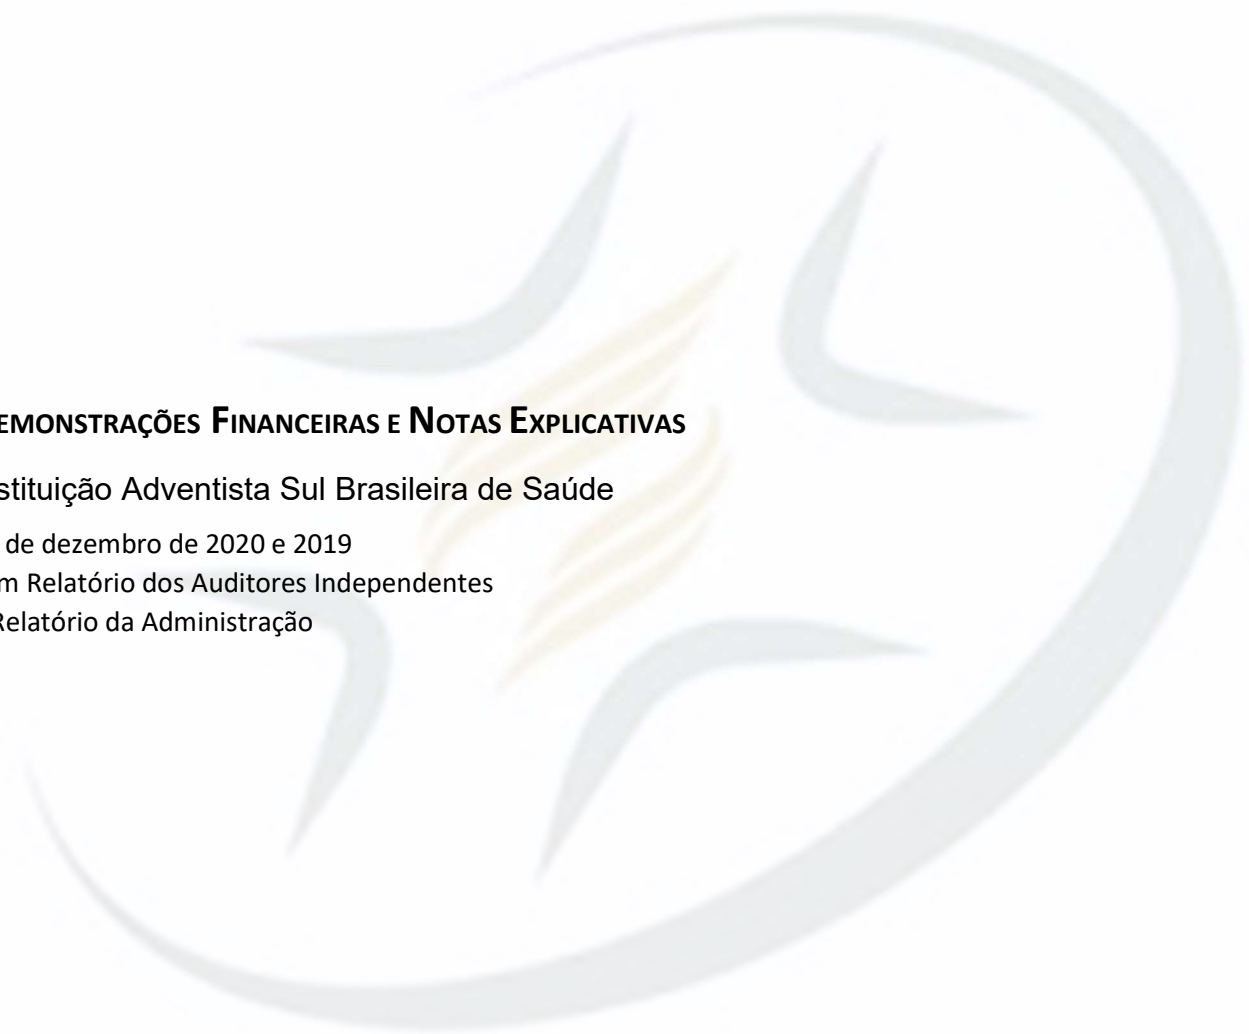 EMONSTRAÇÕES FINANCEIRAS E NOTAS EXPLICATIVAS
stituição Adventista Sul Brasileira de Saúde
de dezembro de 2020 e 2019
m Relatório dos Auditores Independentes
Relatório da Administração